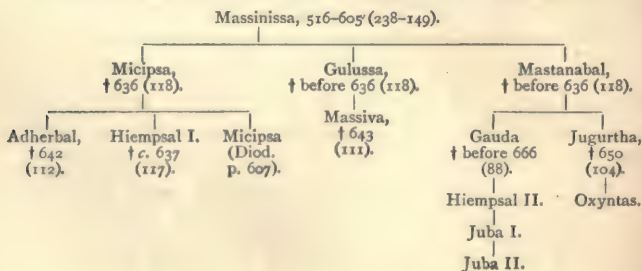 Massinissa, 516-605 (238-149).
Micipsa, Gulussa, Mastanabal,
† 636 (118). † before 636 (118). † before 636 (118).
Adherbal, Hiempsal I. Micipsa Massiva, Gauda Jugurtha,
† 642 † c. 637 (Diod. † 643 † before 666 † 650
(112). (117). p. 607). (111). (88). (104).
Hiempsal II. Oxyntas.
Juba I.
Juba II.